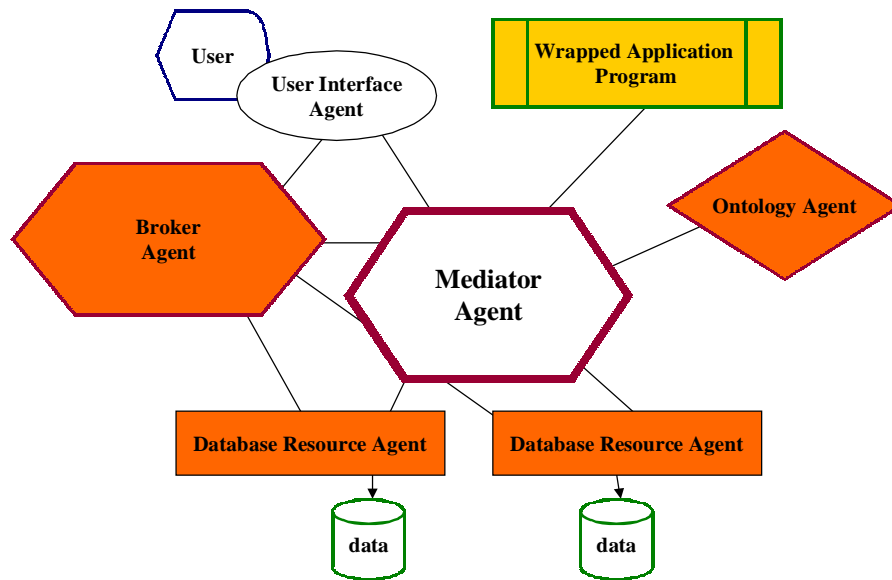 User
User Interface
Agent
Wrapped Application
Program
Broker
Agent
Ontology Agent
Mediator
Agent
Database Resource Agent
Database Resource Agent
data
data